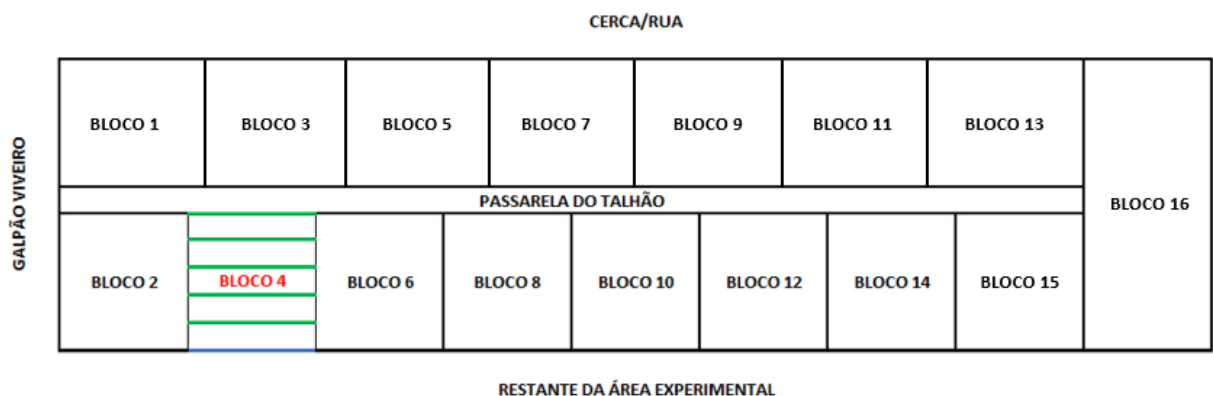 CERCA/RUA
GALPÃO VIVEIRO
BLOCO 1
BLOCO 3
BLOCO 5
BLOCO 7
BLOCO 9
BLOCO 11
BLOCO 13
PASSARELA DO TALHÃO
BLOCO 16
BLOCO 2
BLOCO 4
BLOCO 6
BLOCO 8
BLOCO 10
BLOCO 12
BLOCO 14
BLOCO 15
RESTANTE DA ÁREA EXPERIMENTAL